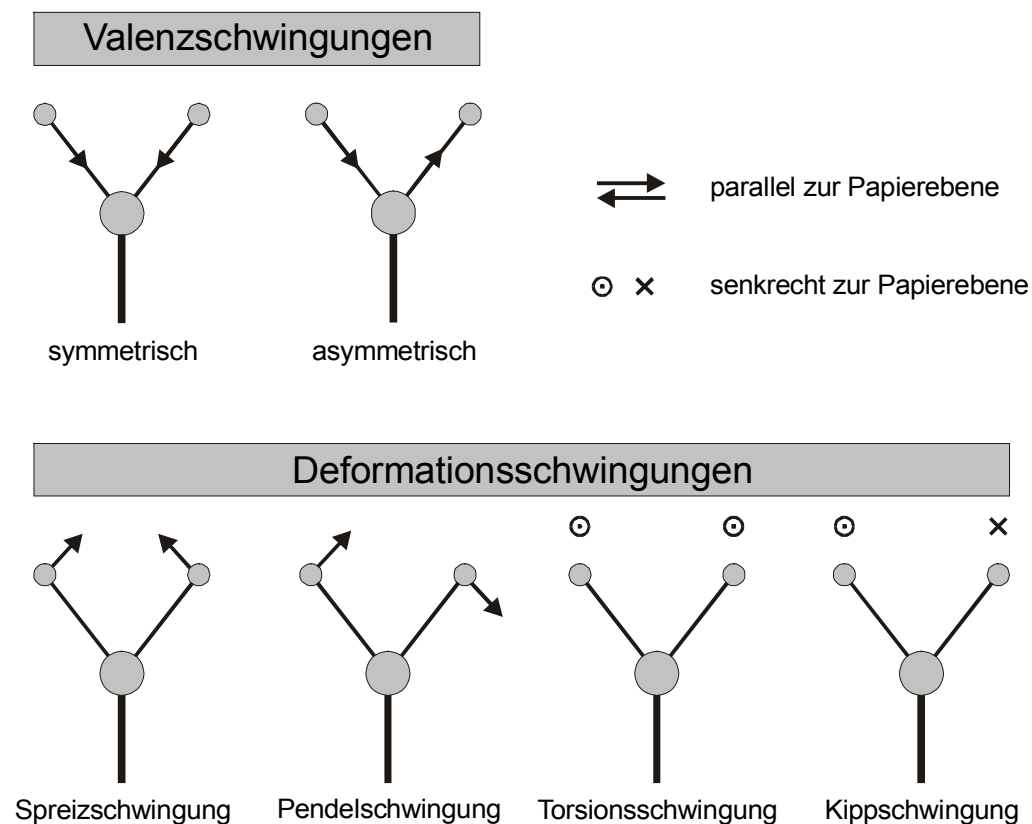 Valenzschwingungen
parallel zur Papierebene
senkrecht zur Papierebene
symmetrisch asymmetrisch
Deformationsschwingungen
Spreizschwingung Pendelschwingung Torsionsschwingung Kippschwingung